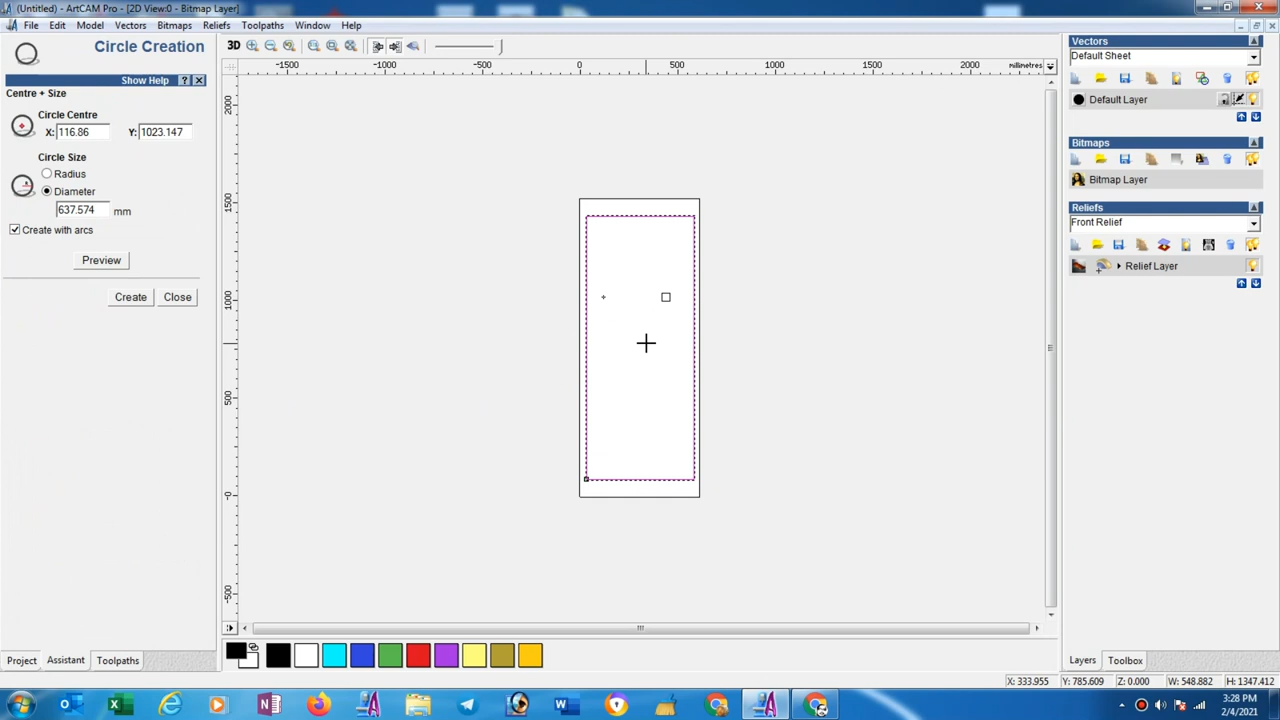 (Untitled) - ArtCAM Pro - [2D View:0 - Bitmap Layer]
File Edit Model Vectors Bitmaps Reliefs Toolpaths Window Help
Circle Creation
Show Help ?
Centre + Size
Circle Centre
X: 116.86 Y: 1023.147
Circle Size
Radius
Diameter
637.574 mm
Create with arcs
Preview
Create Close
Project Assistant Toolpaths
3D
-1500 -500 0 500 1000 1500 2000 millimetres
2000
1500
1000
500
-0
-500
Vectors
Default Sheet
Default Layer
Bitmaps
Bitmap Layer
Reliefs
Front Relief
Relief Layer
Layers Toolbox
X: 333.955 Y: 785.609 Z: 0.000 W: 548.882 H: 1347.412
3:28 PM
2/4/2021